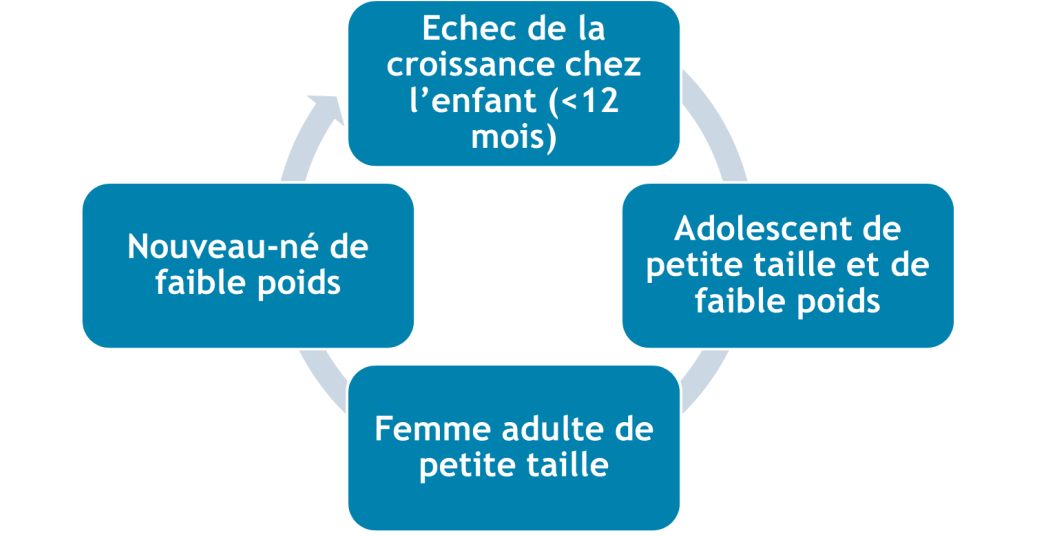 Echec de la
croissance chez
l’enfant (<12
mois)
Adolescent de
petite taille et de
faible poids
Femme adulte de
petite taille
Nouveau-né de
faible poids